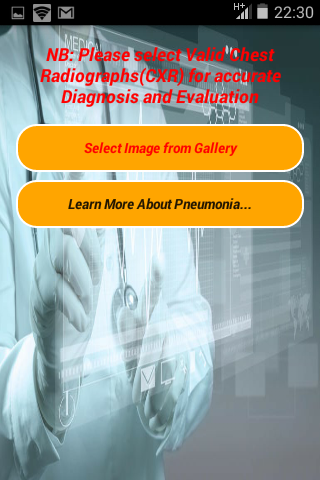 H+ 22:30
NB: Please select Valid Chest
Radiographs(CXR) for accurate
Diagnosis and Evaluation
Select Image from Gallery
Learn More About Pneumonia...